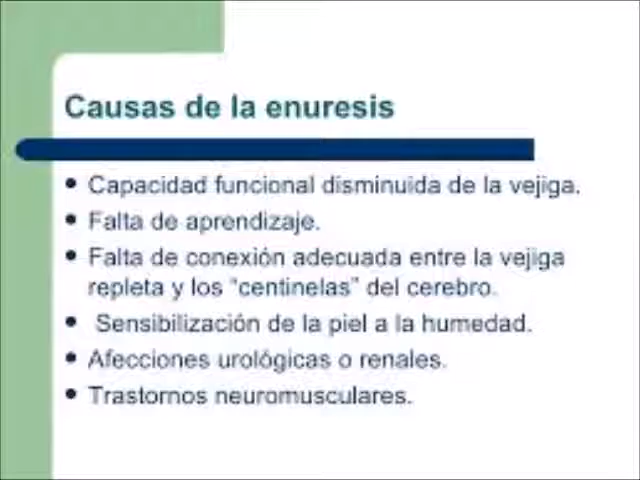 Causas de la enuresis
• Capacidad funcional disminuida de la vejiga.
• Falta de aprendizaje.
• Falta de conexión adecuada entre la vejiga
repleta y los “centinelas” del cerebro.
• Sensibilización de la piel a la humedad.
• Afecciones urológicas o renales.
• Trastornos neuromusculares.